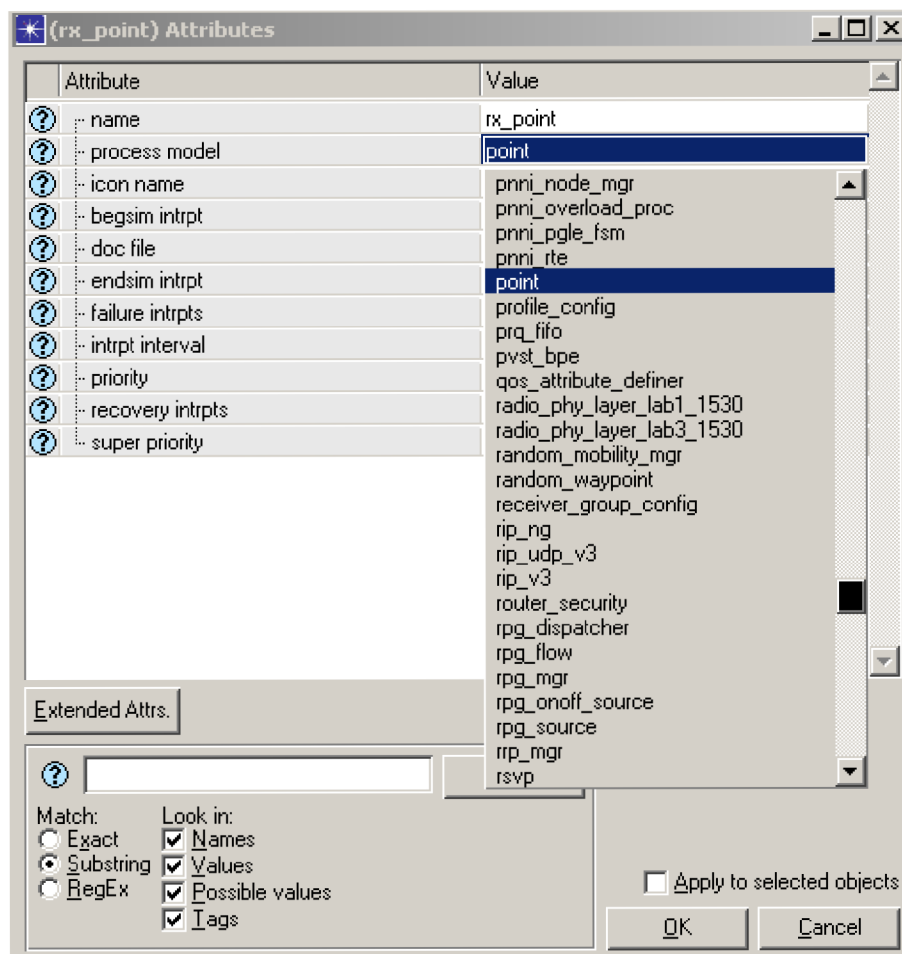 (rx_point) Attributes
Attribute Value
name rx_point
process model point
icon name
begsim intrpt
doc file
endsim intrpt
failure intrpts
intrpt interval
priority
recovery intrpts
super priority
pnni_node_mgr
pnni_overload_proc
pnni_pgle_fsm
pnni_rte
point
profile_config
prq_fifo
pvst_bpe
qos_attribute_definer
radio_phy_layer_lab1_1530
radio_phy_layer_lab3_1530
random_mobility_mgr
random_waypoint
receiver_group_config
rip_ng
rip_udp_v3
rip_v3
router_security
rpg_dispatcher
rpg_flow
rpg_mgr
rpg_onoff_source
rpg_source
rrp_mgr
rsvp
Extended Attrs.
Match: Look in:
Exact Names
Substring Values
RegEx Possible values
Tags
Apply to selected objects
OK Cancel